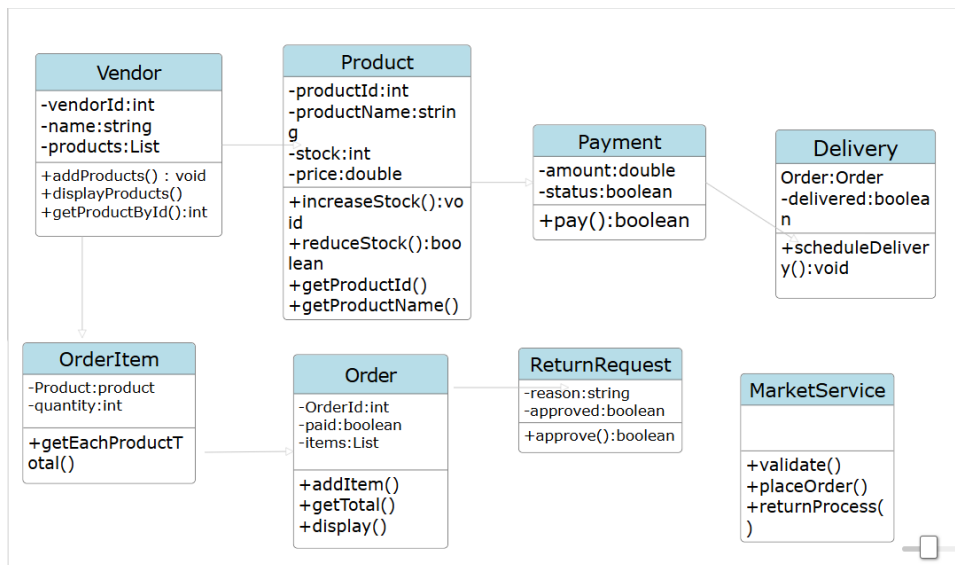 Vendor
-vendorId:int
-name:string
-products:List
+addProducts() : void
+displayProducts()
+getProductById():int
Product
-productId:int
-productName:strin
g
-stock:int
-price:double
+increaseStock():vo
id
+reduceStock():boo
lean
+getProductId()
+getProductName()
Payment
-amount:double
-status:boolean
+pay():boolean
Delivery
Order:Order
-delivered:boolea
n
+scheduleDeliver
y():void
OrderItem
-Product:product
-quantity:int
+getEachProductT
otal()
Order
-OrderId:int
-paid:boolean
-items:List
+addItem()
+getTotal()
+display()
ReturnRequest
-reason:string
-approved:boolean
+approve():boolean
MarketService
+validate()
+placeOrder()
+returnProcess(
)